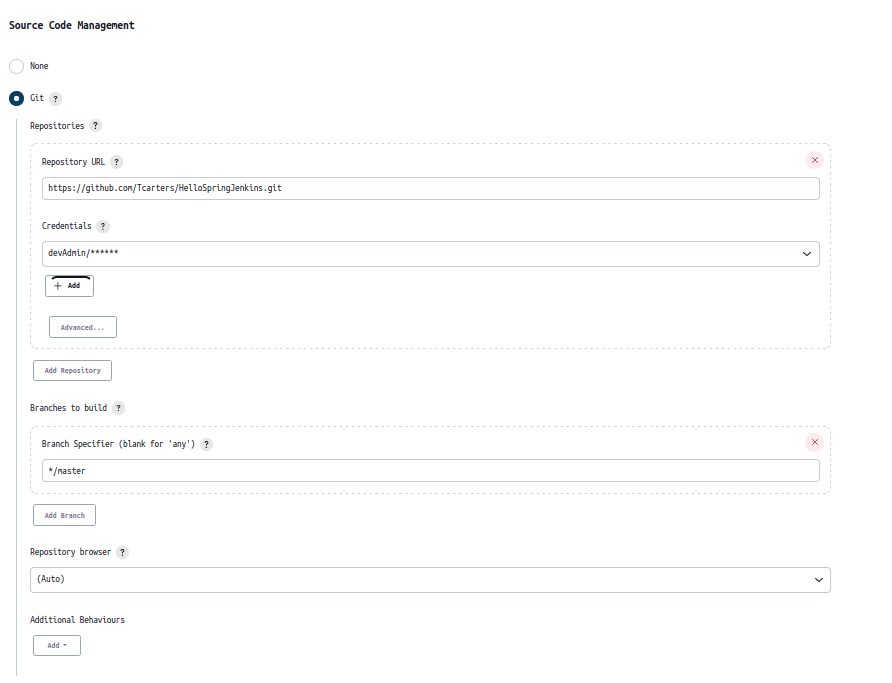 Source Code Management
None
Git ?
Repositories ?
Repository URL ?
https://github.com/Tcarters/HelloSpringJenkins.git
Credentials ?
devAdmin/******
+ Add
Advanced...
Add Repository
Branches to build ?
Branch Specifier (blank for 'any') ?
*/master
Add Branch
Repository browser ?
(Auto)
Additional Behaviours
Add